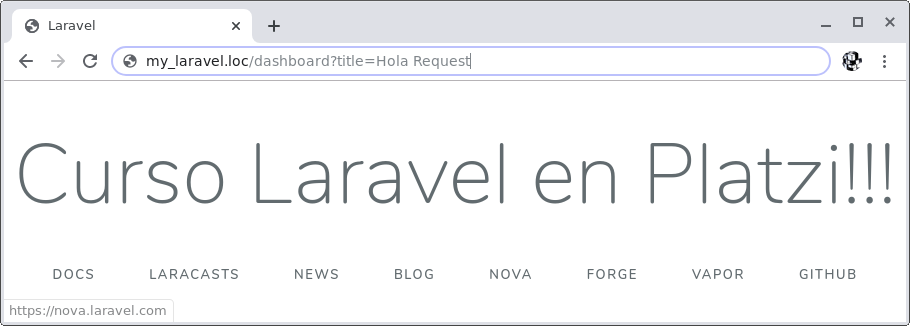 Laravel
my_laravel.loc/dashboard?title=Hola Request
Curso Laravel en Platzi!!!
DOCS LARACASTS NEWS BLOG NOVA FORGE VAPOR GITHUB
https://nova.laravel.com